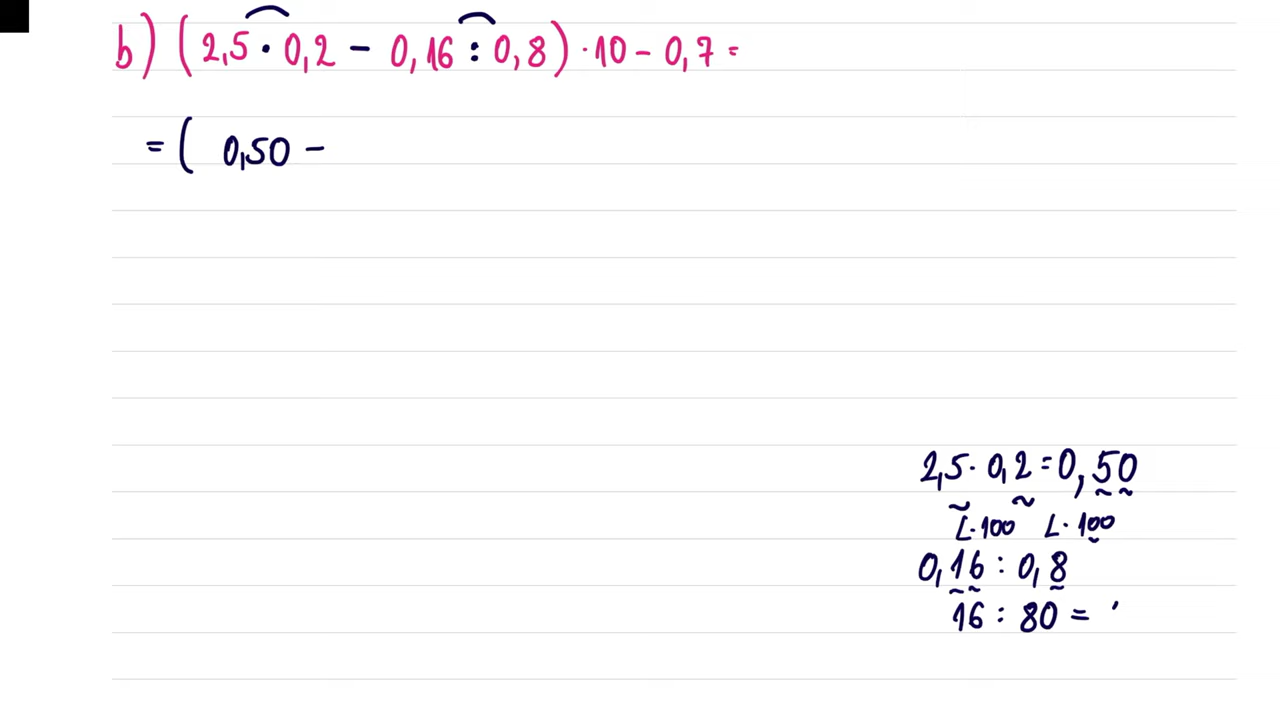 b) (2,5 · 0,2 - 0,16 : 0,8) · 10 - 0,7 =
= ( 0,50 -
2,5 · 0,2 = 0,50
L·100 L·100
0,16 : 0,8
16 : 80 =